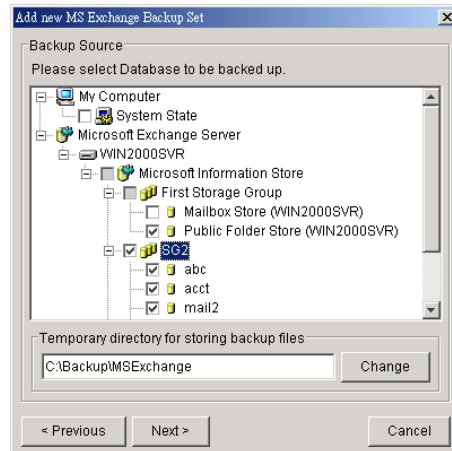 Add new MS Exchange Backup Set
Backup Source
Please select Database to be backed up.
My Computer
System State
Microsoft Exchange Server
WIN2000SVR
Microsoft Information Store
First Storage Group
Mailbox Store (WIN2000SVR)
Public Folder Store (WIN2000SVR)
SG2
abc
acct
mail2
Temporary directory for storing backup files
C:\Backup\MSExchange
Change
< Previous
Next >
Cancel